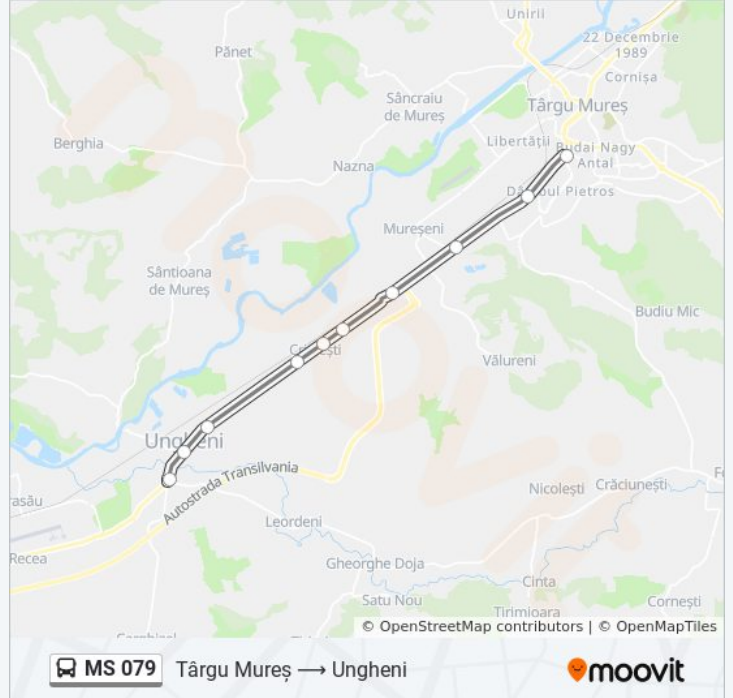 Unirii
22 Decembrie
1989
Pănet
Cornișa
Sâncraiu
de Mureș
Târgu Mureș
Berghia
Libertății
Budai Nagy
Antal
Nazna
Pietros
Mureșeni
Sântioana
de Mureș
Budiu Mic
Vălureni
Ungheni
Autostrada Transilvania
Nicolești
Crăciunești
Leordeni
Recea
Gheorghe Doja
Cinta
Satu Nou
Cornești
Tirimioara
© OpenStreetMap contributors | © OpenMapTiles
MS 079 Târgu Mureș → Ungheni
moovit